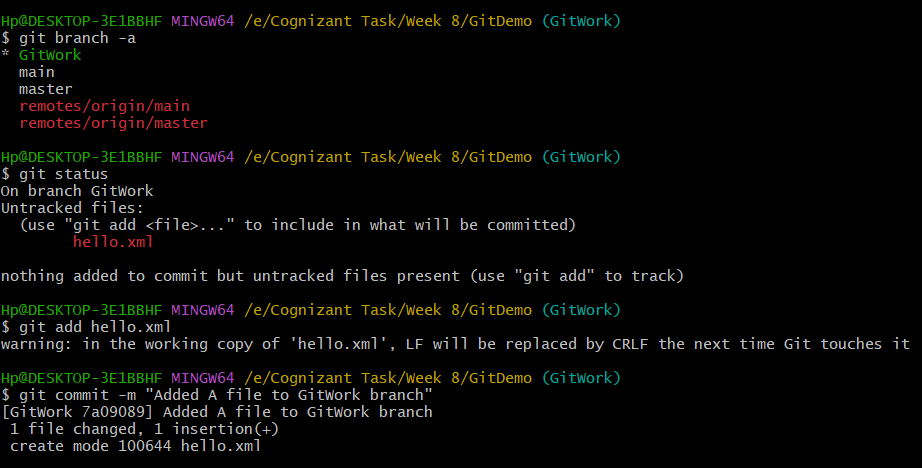 Hp@DESKTOP-3E1BBHF MINGW64 /e/Cognizant Task/Week 8/GitDemo (GitWork)
$ git branch -a
* GitWork
  main
  master
  remotes/origin/main
  remotes/origin/master

Hp@DESKTOP-3E1BBHF MINGW64 /e/Cognizant Task/Week 8/GitDemo (GitWork)
$ git status
On branch GitWork
Untracked files:
  (use "git add <file>..." to include in what will be committed)
        hello.xml

nothing added to commit but untracked files present (use "git add" to track)

Hp@DESKTOP-3E1BBHF MINGW64 /e/Cognizant Task/Week 8/GitDemo (GitWork)
$ git add hello.xml
warning: in the working copy of 'hello.xml', LF will be replaced by CRLF the next time Git touches it

Hp@DESKTOP-3E1BBHF MINGW64 /e/Cognizant Task/Week 8/GitDemo (GitWork)
$ git commit -m "Added A file to GitWork branch"
[GitWork 7a09089] Added A file to GitWork branch
 1 file changed, 1 insertion(+)
 create mode 100644 hello.xml